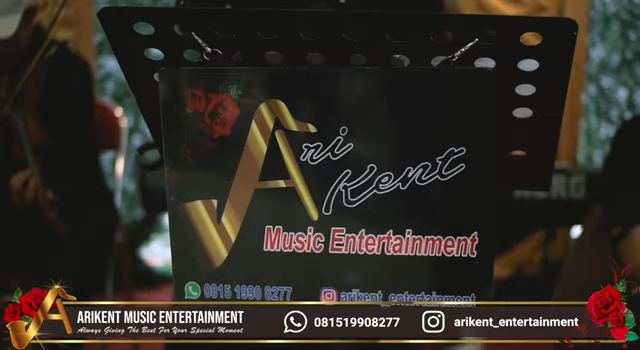 Ari
Kent
Music Entertainment
0815 1990 8277
arikent_entertainment
ARIKENT MUSIC ENTERTAINMENT
Always Giving The Best For Your Special Moment
081519908277
arikent_entertainment